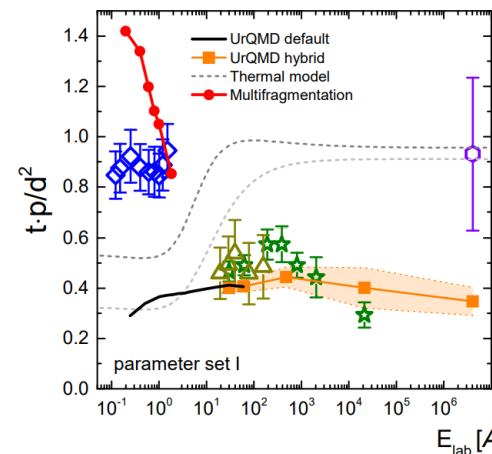 1.4
1.2
1.0
0.8
0.6
0.4
0.2
0.0
t·p/d²
UrQMD default
UrQMD hybrid
Thermal model
Multifragmentation
parameter set I
10⁻¹ 10⁰ 10¹ 10² 10³ 10⁴ 10⁵ 10⁶
E_lab [A